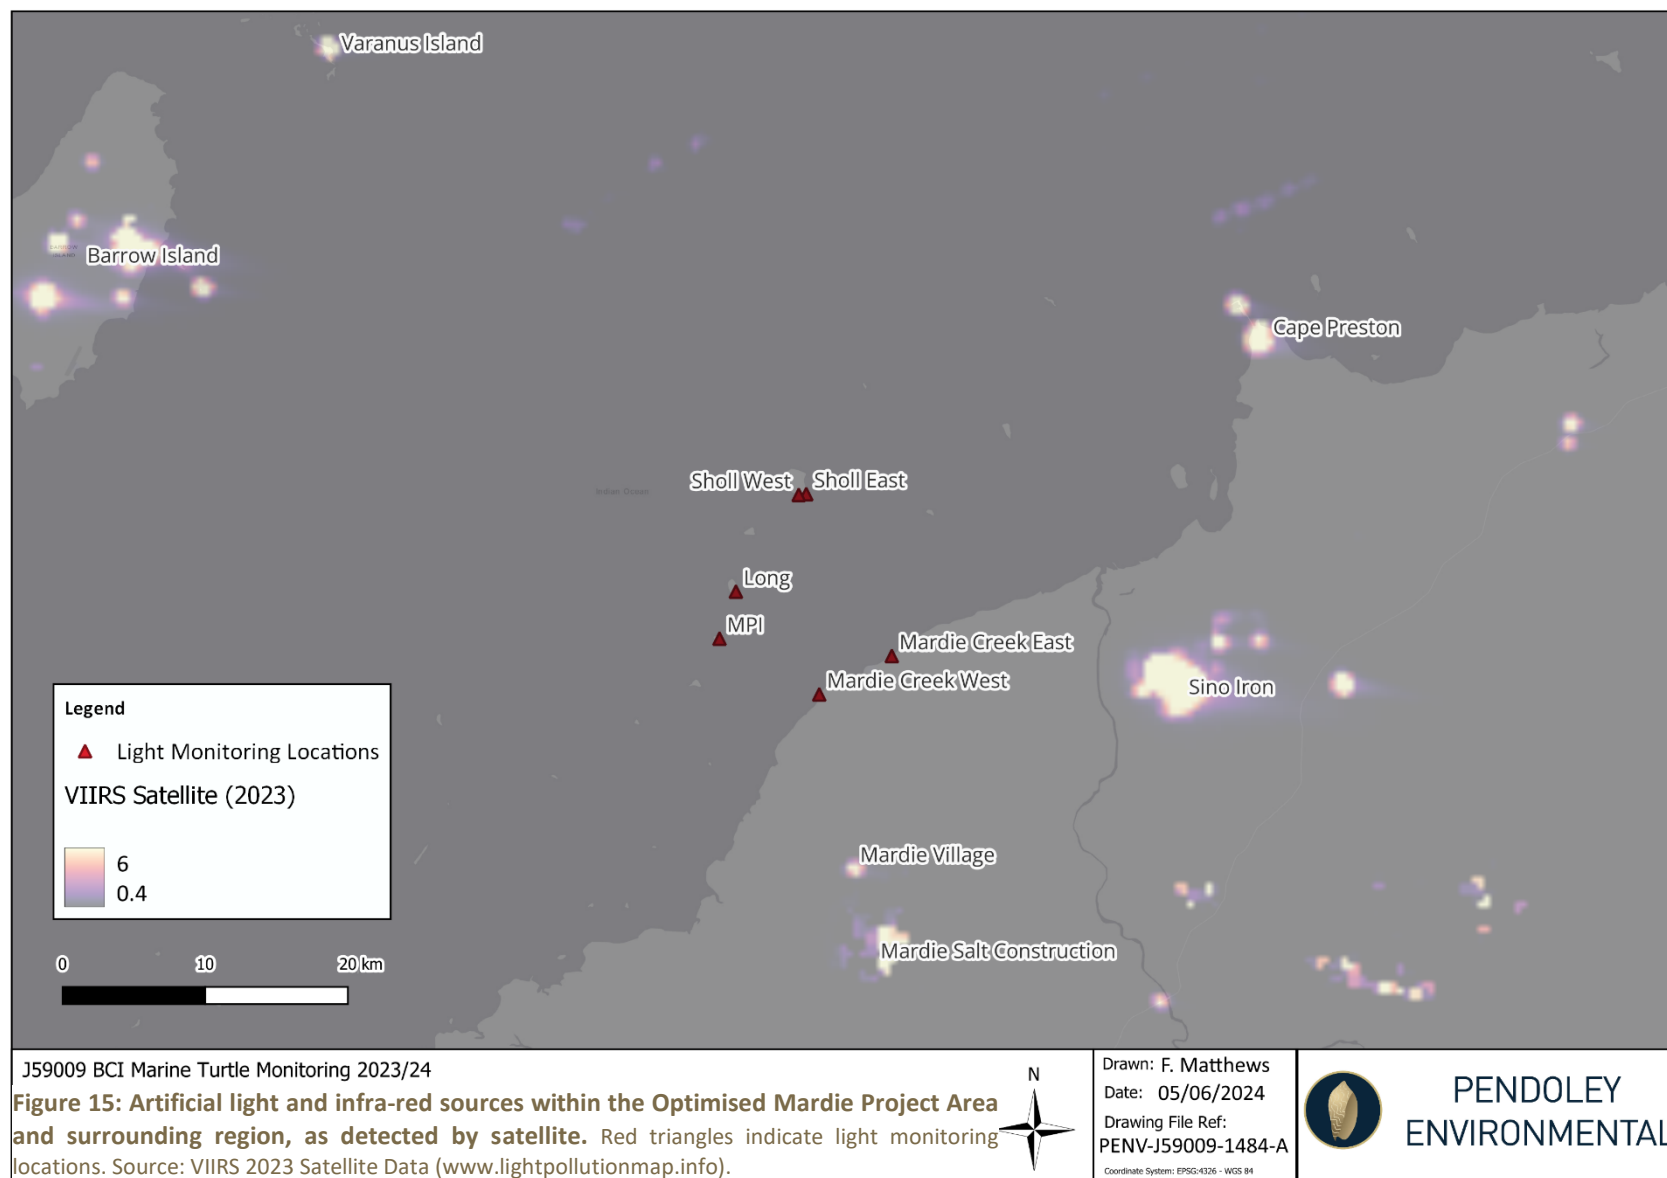 Varanus Island
BARROW
ISLAND
Barrow Island
Cape Preston
Sholl West
Sholl East
Indian Ocean
Long
MPI
Mardie Creek East
Mardie Creek West
Sino Iron
Legend
Light Monitoring Locations
VIIRS Satellite (2023)
6
0.4
Mardie Village
Mardie Salt Construction
0 10 20 km
J59009 BCI Marine Turtle Monitoring 2023/24
Figure 15: Artificial light and infra-red sources within the Optimised Mardie Project Area
and surrounding region, as detected by satellite. Red triangles indicate light monitoring
locations. Source: VIIRS 2023 Satellite Data (www.lightpollutionmap.info).
N
Drawn: F. Matthews
Date: 05/06/2024
Drawing File Ref:
PENV-J59009-1484-A
Coordinate System: EPSG:4326 - WGS 84
PENDOLEY
ENVIRONMENTAL